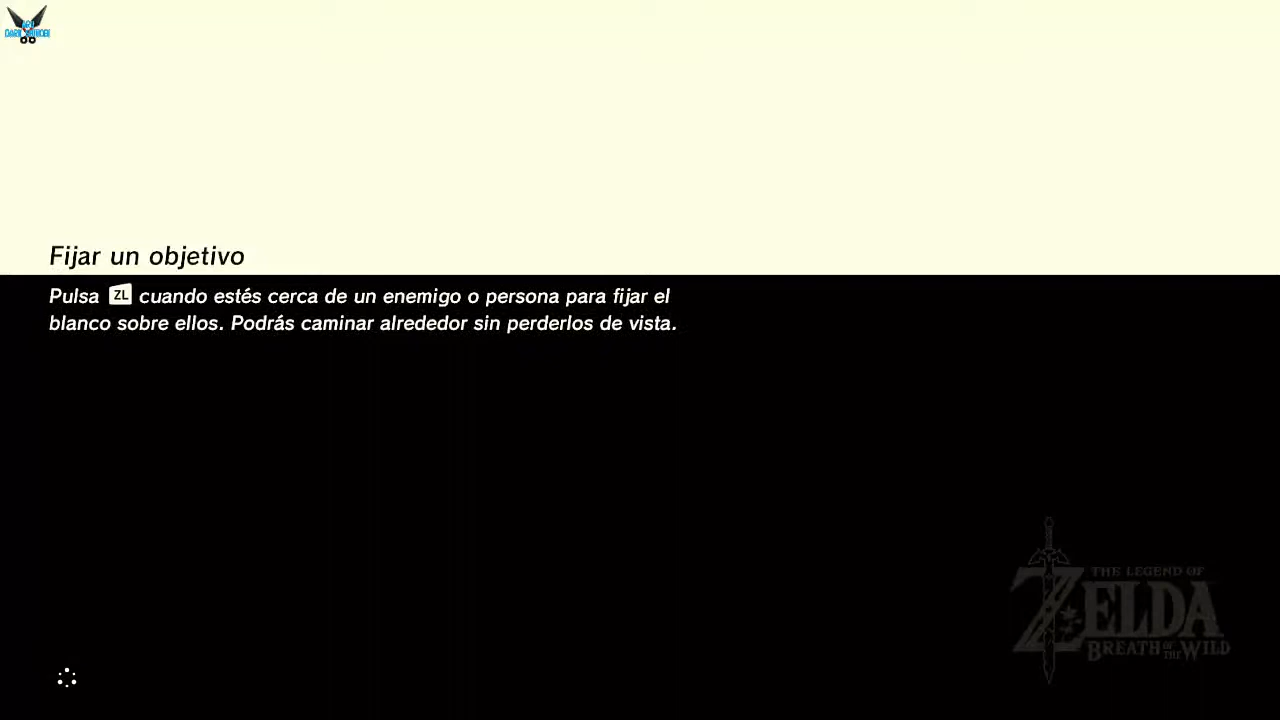 Fijar un objetivo
Pulsa ZL cuando estés cerca de un enemigo o persona para fijar el
blanco sobre ellos. Podrás caminar alrededor sin perderlos de vista.
THE LEGEND OF
ZELDA
BREATH OF THE WILD